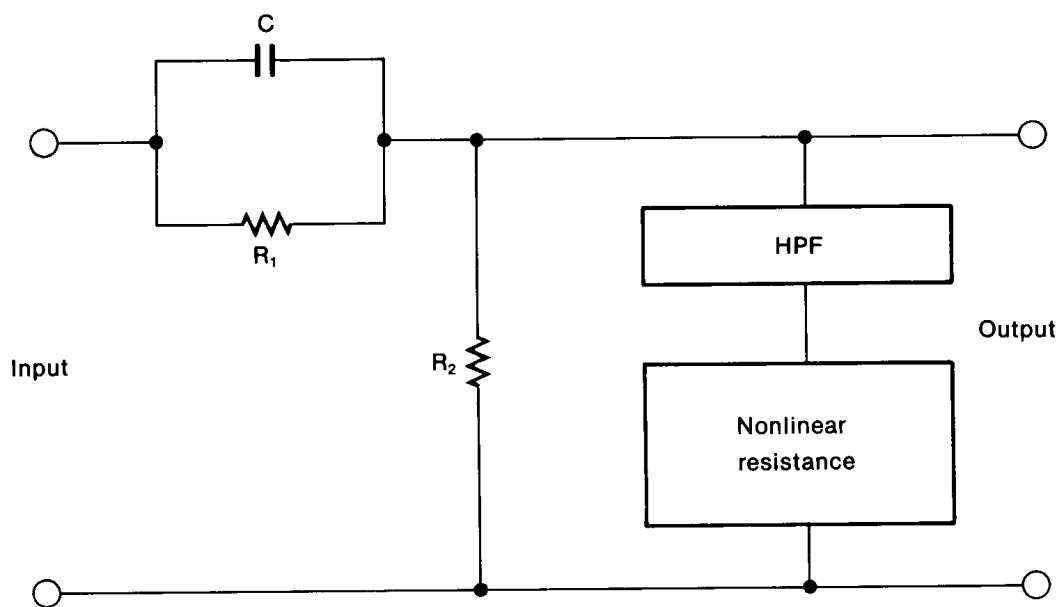 C
R₁
HPF
Input
R₂
Output
Nonlinear
resistance